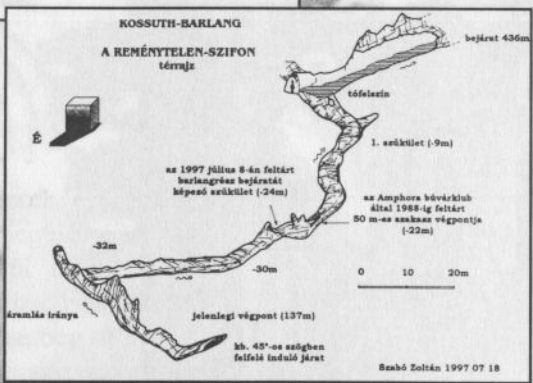 KOSSUTH-BARLANG
A REMÉNYTELEN-SZIFON
térrajz
bejárat 436m
tófelszín
É
1. szűkület (-9m)
az 1997 július 8-án feltárt
barlangrész bejáratát
képező szűkület (-24m)
az Amphora búvárklub
által 1988-ig feltárt
50 m-es szakasz végpontja
(-22m)
-32m
-30m
0 10 20m
áramlás iránya
jelenlegi végpont (137m)
kb. 45°-os szögben
felfelé induló járat
Szabó Zoltán 1997 07 18